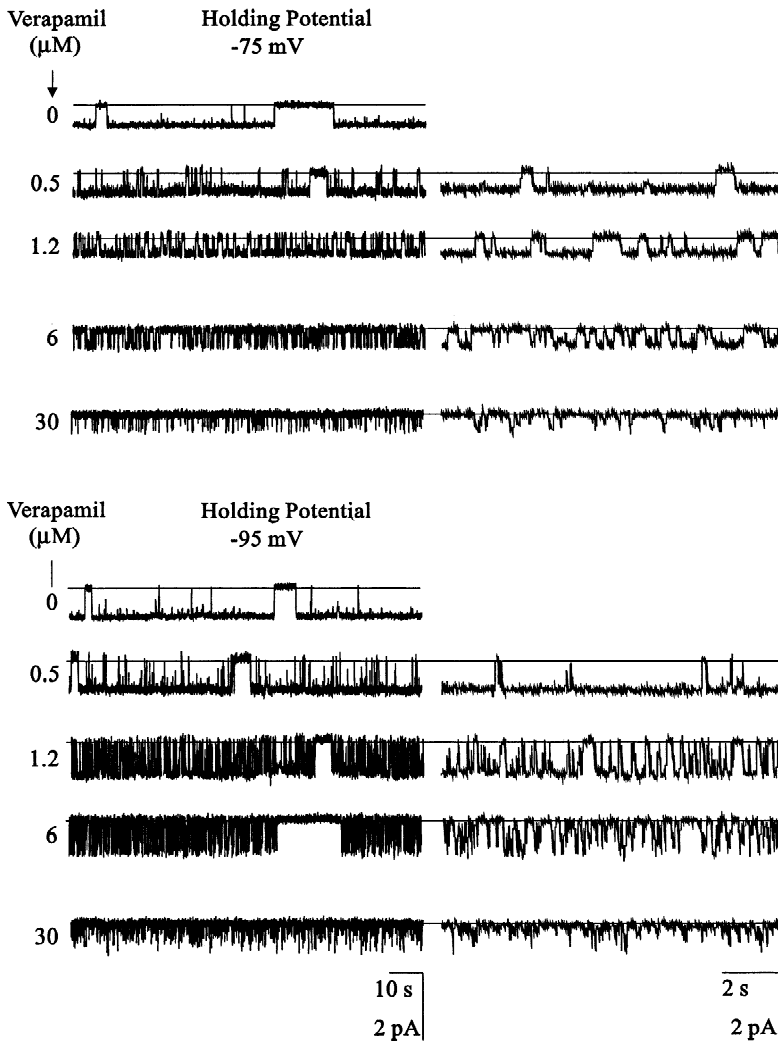 Verapamil Holding Potential
(μM) -75 mV
0
0.5
1.2
6
30
Verapamil Holding Potential
(μM) -95 mV
0
0.5
1.2
6
30
10 s 2 s
2 pA 2 pA